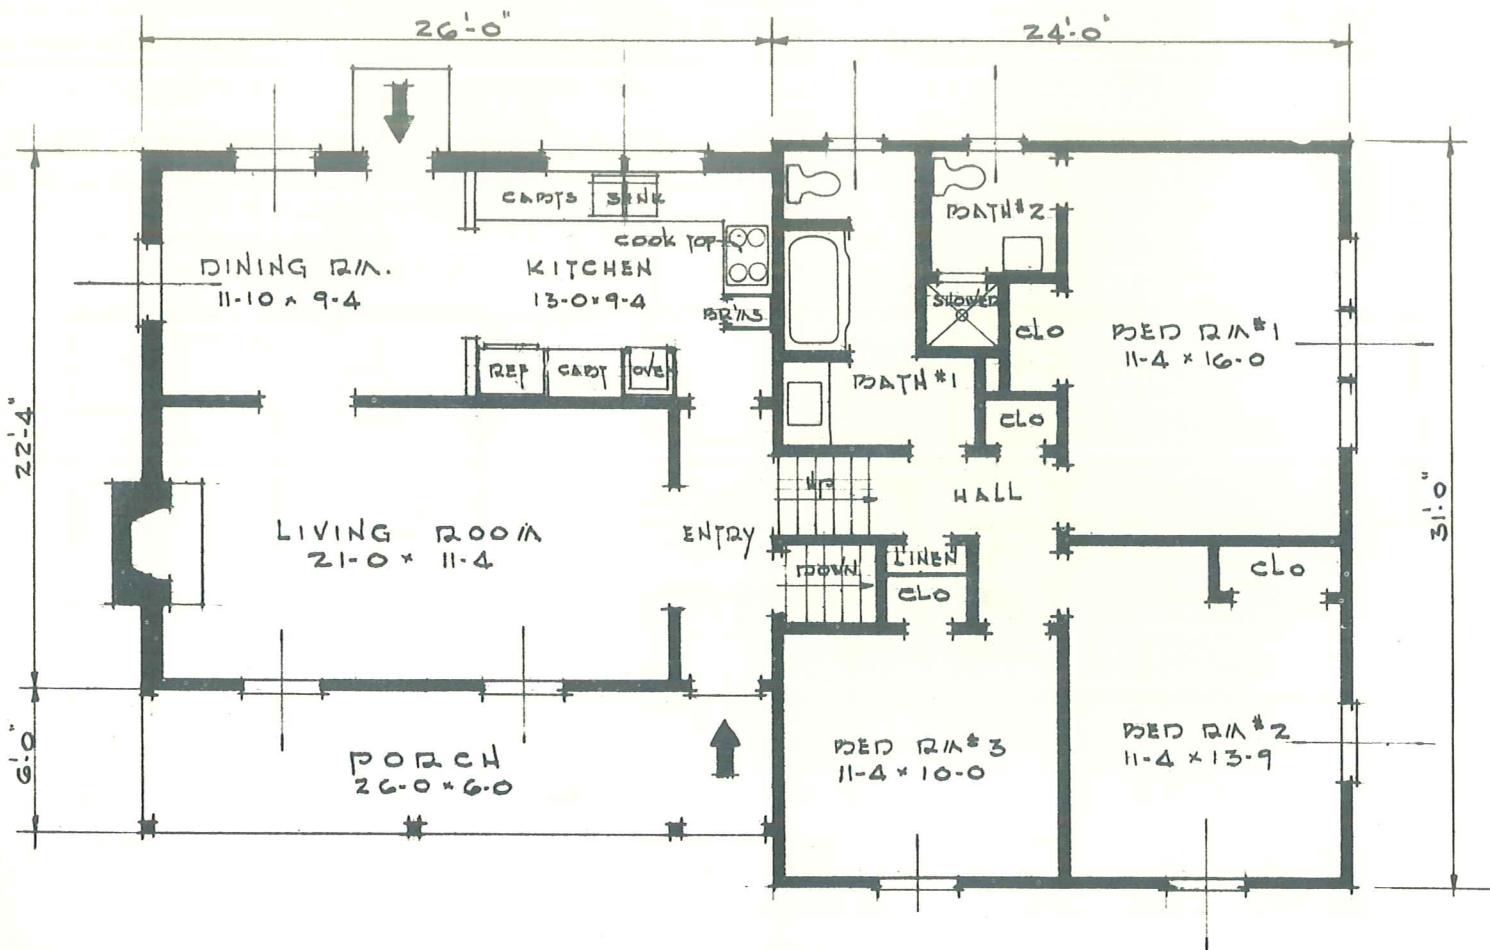 26'-0"
24'-0"
CABTS
SINK
COOK TOP
DINING RM.
11-10 x 9-4
KITCHEN
13-0 x 9-4
BR'MS
REF
CABT
OVEN
BATH #2
SHOWER
CLO
BED RM #1
11-4 x 16-0
BATH #1
CLO
22'-4"
LIVING ROOM
21-0 x 11-4
ENTRY
UP
HALL
DOWN
LINEN
CLO
CLO
31'-0"
6'-0"
PORCH
26-0 x 6-0
BED RM #3
11-4 x 10-0
BED RM #2
11-4 x 13-9